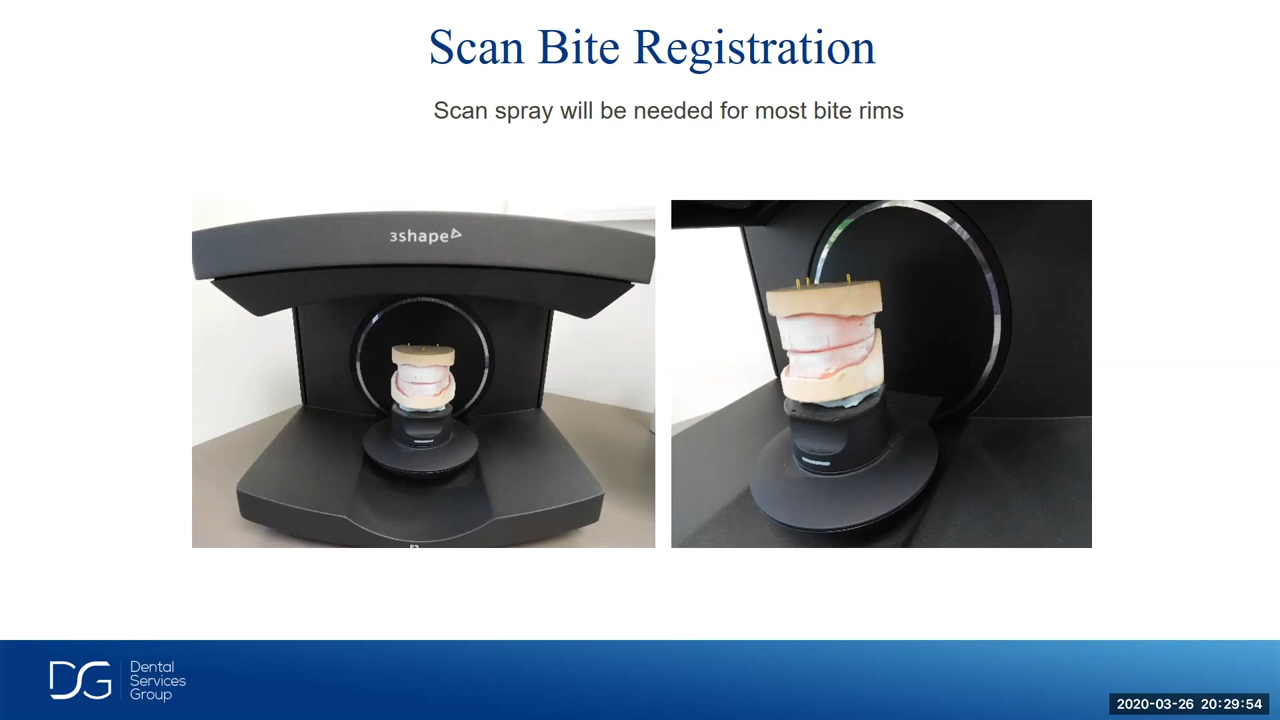 Scan Bite Registration
Scan spray will be needed for most bite rims
3shape
DG
Dental
Services
Group
2020-03-26 20:29:54